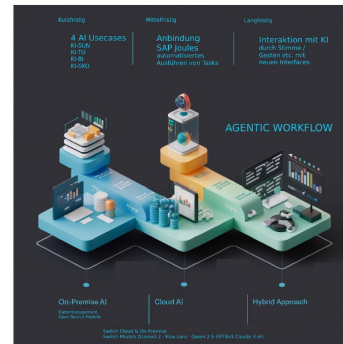 Kurzfristig
4 AI Usecases
KI-SUN
KI-TO
KI-BI
KI-SKO
Mittelfristig
Anbindung
SAP Joules
automatisiertes
Ausführen von Tasks
Langfristig
Interaktion mit KI
durch Stimme /
Gesten etc. mit
neuen Interfaces
AGENTIC WORKFLOW
On-Premise AI
Datenmanagement
Open Source Modelle
Cloud AI
Hybrid Approach
Switch Cloud & On-Premise
Switch Models